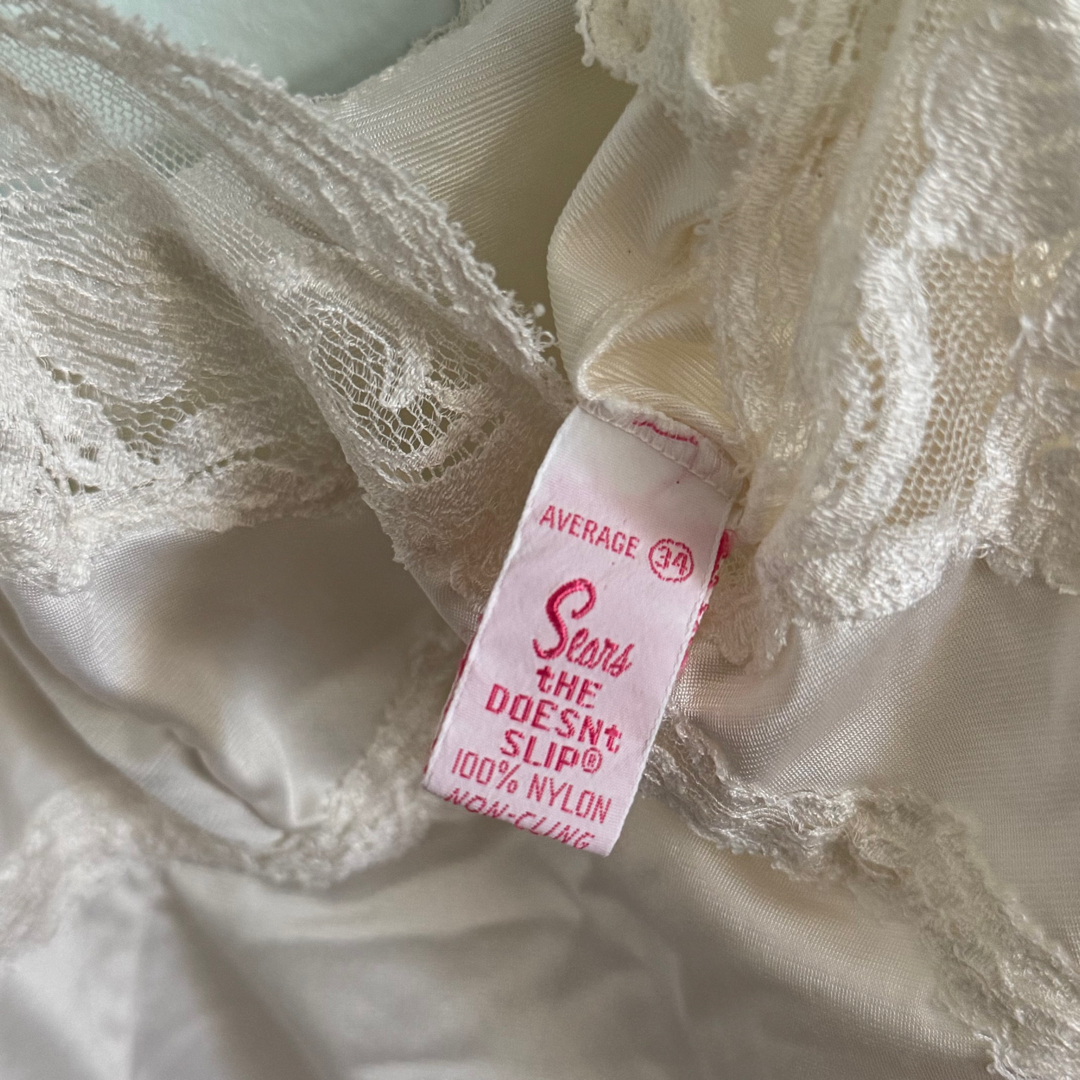 AVERAGE 34
Sears
tHE
DOESNt
SLIP®
100% NYLON
NON-CLING